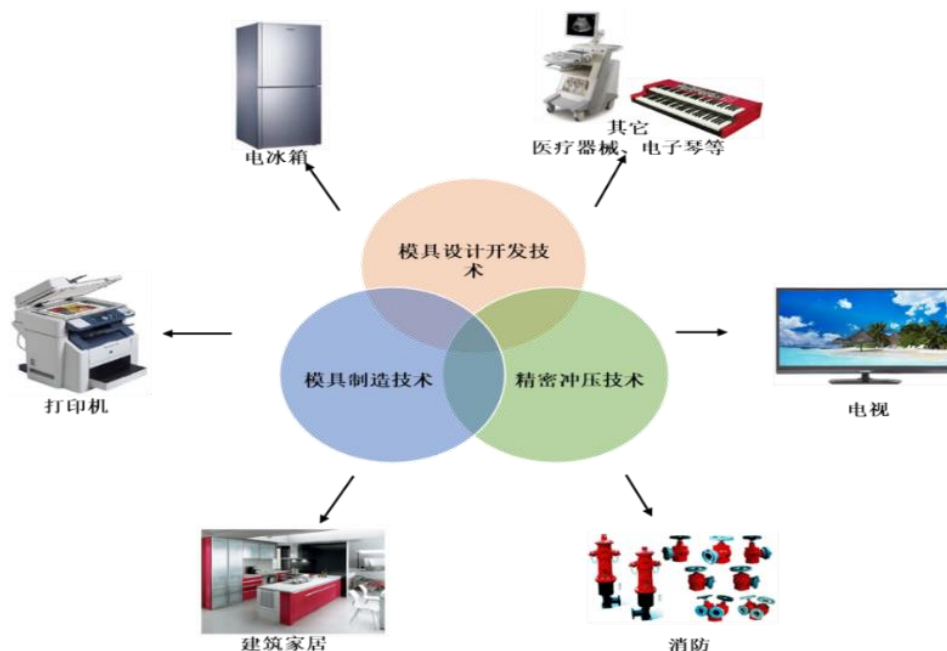 电冰箱
其它
医疗器械、电子琴等
模具设计开发技
术
打印机
模具制造技术
精密冲压技术
电视
建筑家居
消防